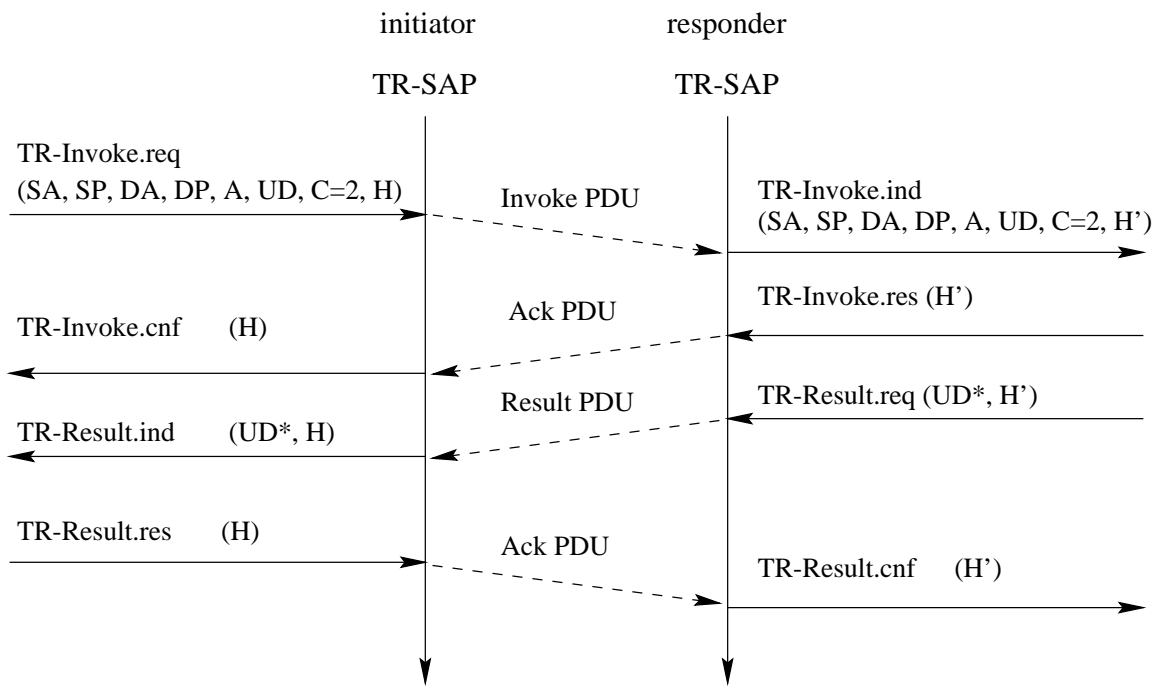 initiator
responder
TR-SAP
TR-SAP
TR-Invoke.req
(SA, SP, DA, DP, A, UD, C=2, H)
Invoke PDU
TR-Invoke.ind
(SA, SP, DA, DP, A, UD, C=2, H’)
TR-Invoke.res (H’)
Ack PDU
TR-Invoke.cnf (H)
TR-Result.req (UD*, H’)
Result PDU
TR-Result.ind (UD*, H)
TR-Result.res (H)
Ack PDU
TR-Result.cnf (H’)